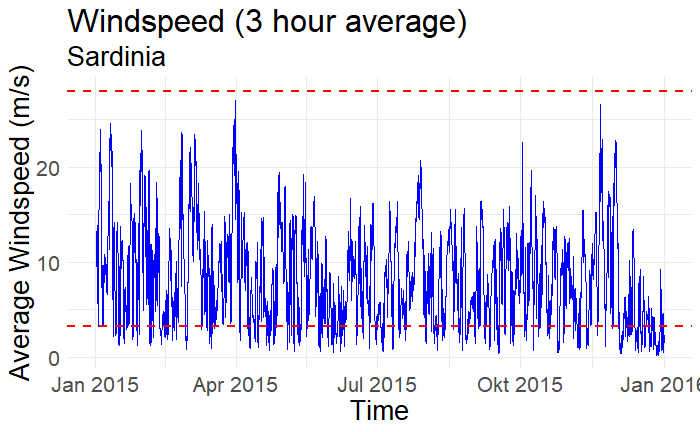 Windspeed (3 hour average)
Sardinia
Average Windspeed (m/s)
20
10
0
Jan 2015 Apr 2015 Jul 2015 Okt 2015 Jan 2016
Time